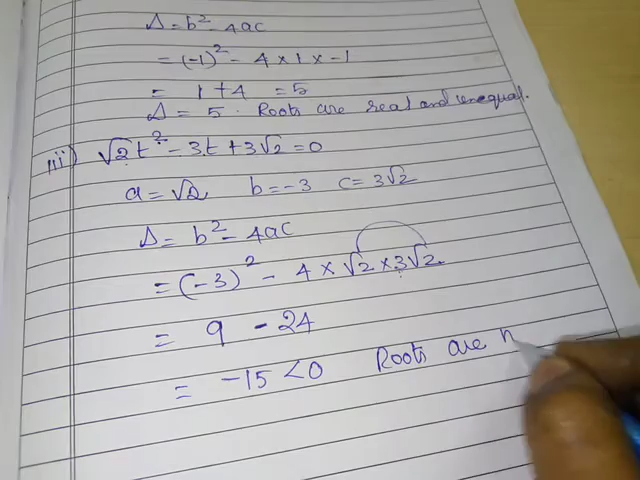 Δ = b² - 4ac
= (-1)² - 4 × 1 × -1
= 1 + 4 = 5
Δ = 5 . Roots are real and unequal.
iii) √2t² - 3t + 3√2 = 0
a = √2 b = -3 c = 3√2
Δ = b² - 4ac
= (-3)² - 4 × √2 × 3√2
= 9 - 24
= -15 < 0 Roots are n